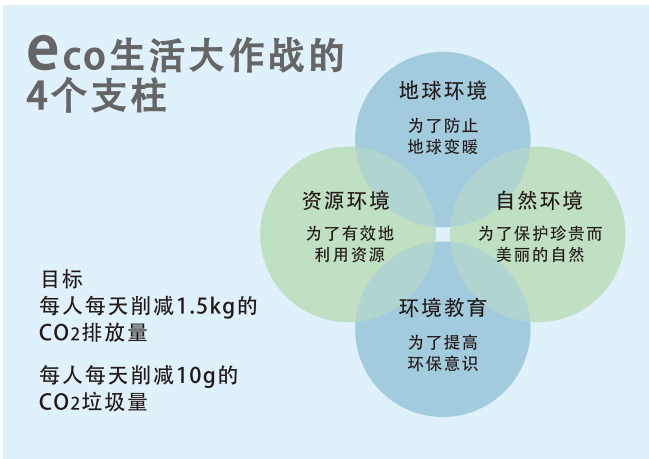 eco生活大作战的
4个支柱
地球环境
为了防止
地球变暖
资源环境
为了有效地
利用资源
自然环境
为了保护珍贵而
美丽的自然
环境教育
为了提高
环保意识
目标
每人每天削减1.5kg的
CO2排放量
每人每天削减10g的
CO2垃圾量